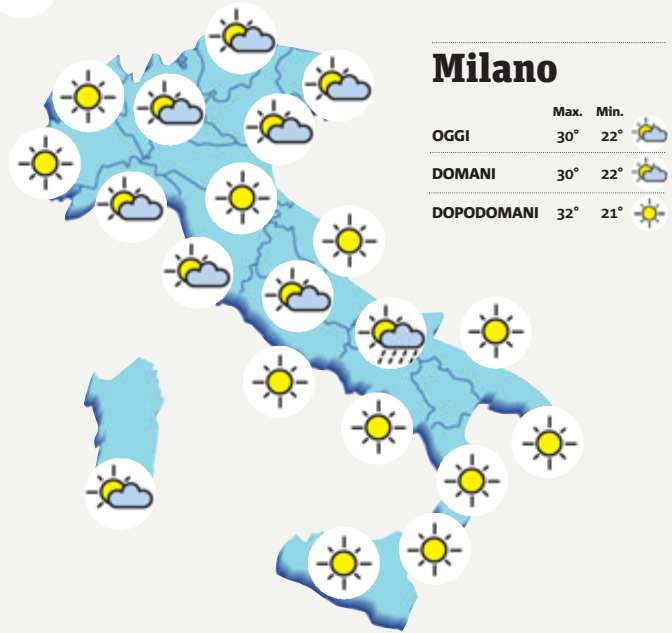 Milano
Max. Min.
OGGI 30° 22°
DOMANI 30° 22°
DOPODOMANI 32° 21°